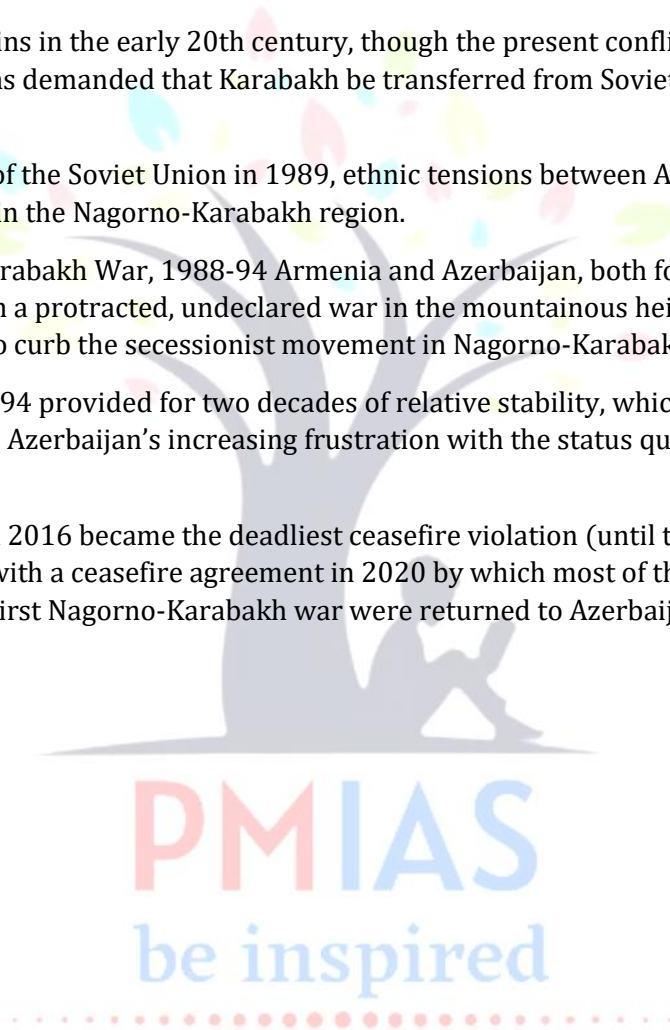 ins in the early 20th century, though the present confli
ns demanded that Karabakh be transferred from Soviet
of the Soviet Union in 1989, ethnic tensions between A
in the Nagorno-Karabakh region.
arabakh War, 1988-94 Armenia and Azerbaijan, both fo
n a protracted, undeclared war in the mountainous hei
o curb the secessionist movement in Nagorno-Karabak
94 provided for two decades of relative stability, whic
Azerbaijan’s increasing frustration with the status qu
2016 became the deadliest ceasefire violation (until t
with a ceasefire agreement in 2020 by which most of th
irst Nagorno-Karabakh war were returned to Azerbaij
PMIAS
be inspired